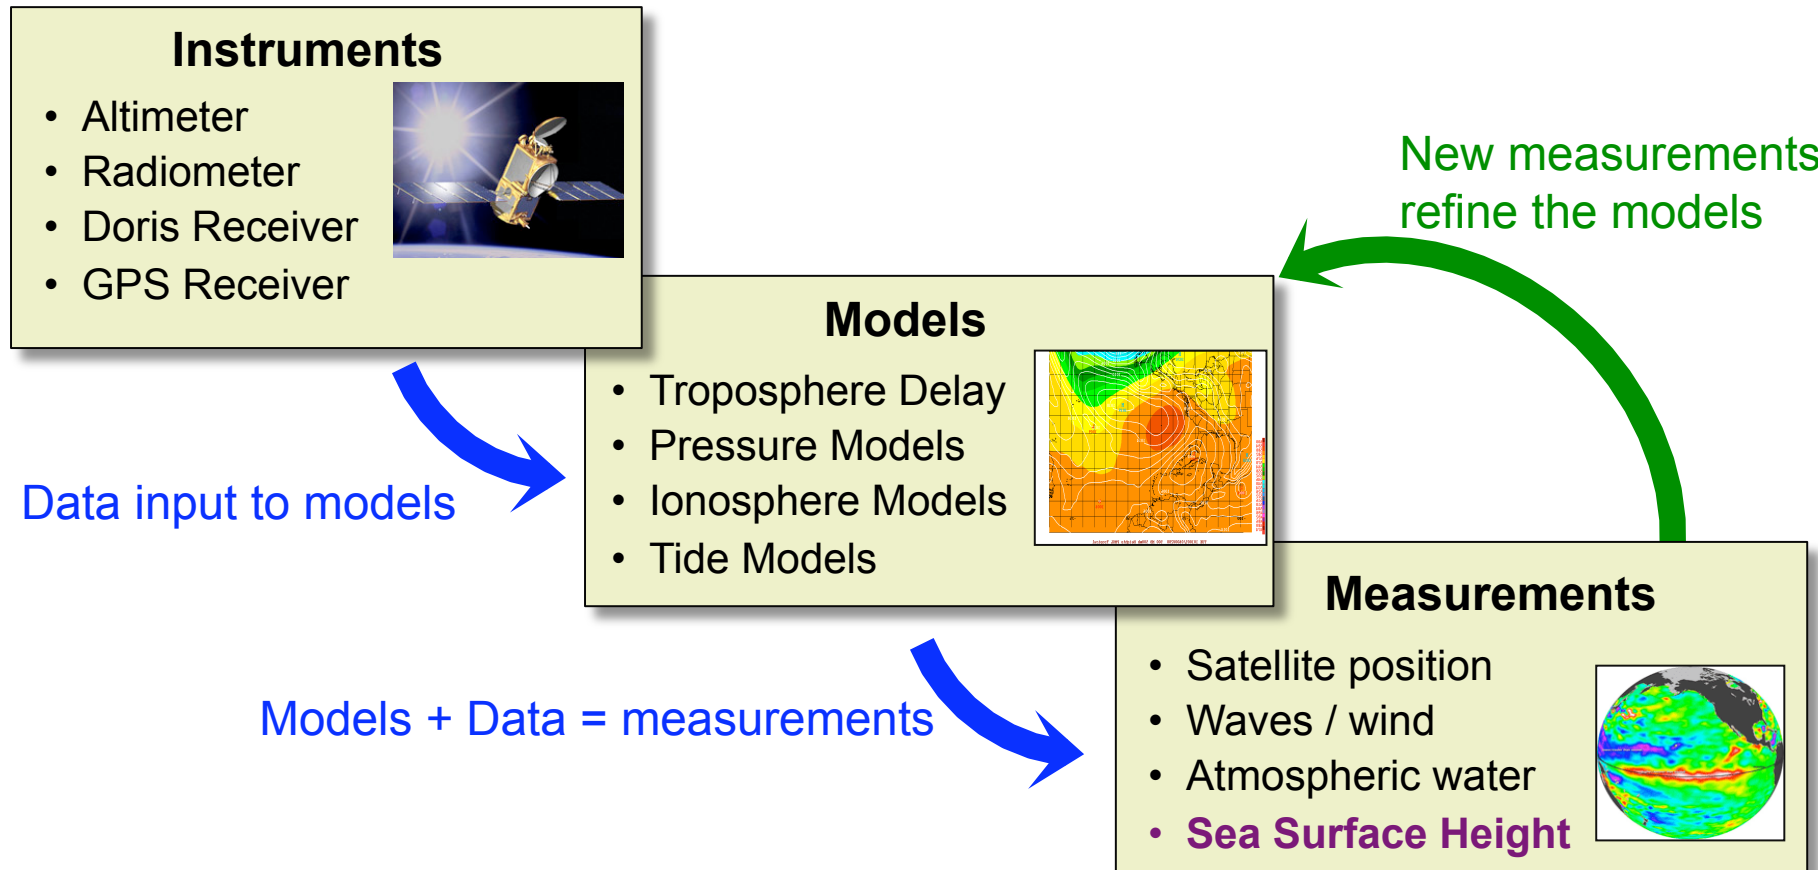 Instruments
• Altimeter
• Radiometer
• Doris Receiver
• GPS Receiver
New measurements
refine the models
Models
• Troposphere Delay
• Pressure Models
• Ionosphere Models
• Tide Models
Data input to models
Measurements
• Satellite position
• Waves / wind
• Atmospheric water
• Sea Surface Height
Models + Data = measurements